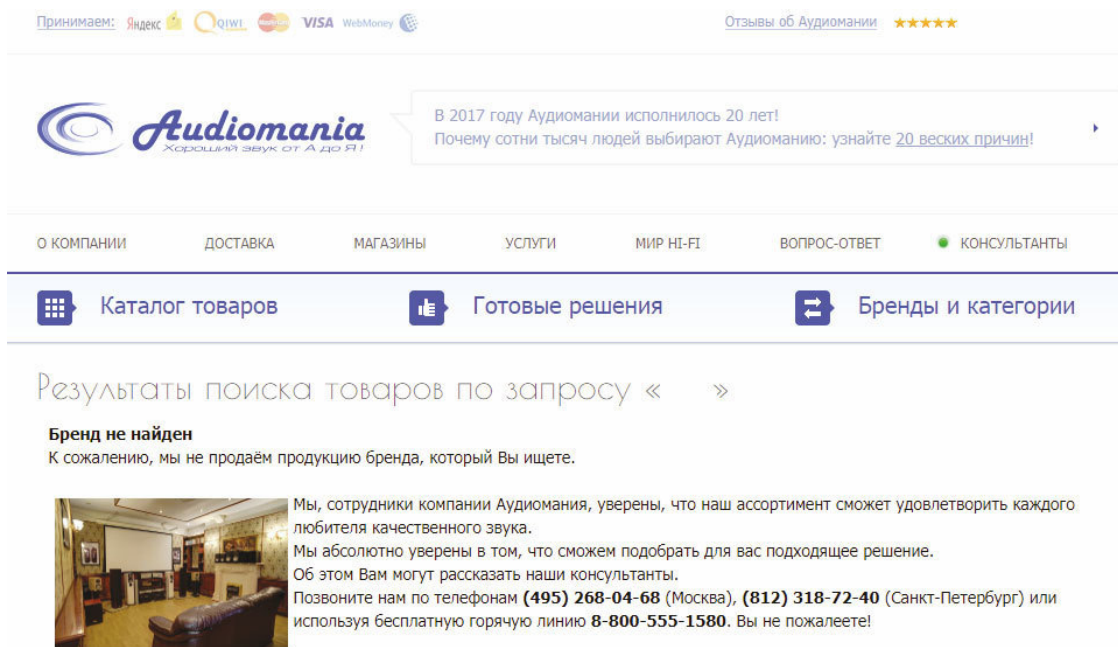 Принимаем: Яндекс QIWI MasterCard VISA WebMoney
Отзывы об Аудиомании
Audiomania
Хороший звук от А до Я!
В 2017 году Аудиомании исполнилось 20 лет!
Почему сотни тысяч людей выбирают Аудиоманию: узнайте 20 веских причин!
О КОМПАНИИ ДОСТАВКА МАГАЗИНЫ УСЛУГИ МИР HI-FI ВОПРОС-ОТВЕТ КОНСУЛЬТАНТЫ
Каталог товаров Готовые решения Бренды и категории
Результаты поиска товаров по запросу « »
Бренд не найден
К сожалению, мы не продаём продукцию бренда, который Вы ищете.
Мы, сотрудники компании Аудиомания, уверены, что наш ассортимент сможет удовлетворить каждого
любителя качественного звука.
Мы абсолютно уверены в том, что сможем подобрать для вас подходящее решение.
Об этом Вам могут рассказать наши консультанты.
Позвоните нам по телефонам (495) 268-04-68 (Москва), (812) 318-72-40 (Санкт-Петербург) или
используя бесплатную горячую линию 8-800-555-1580. Вы не пожалеете!